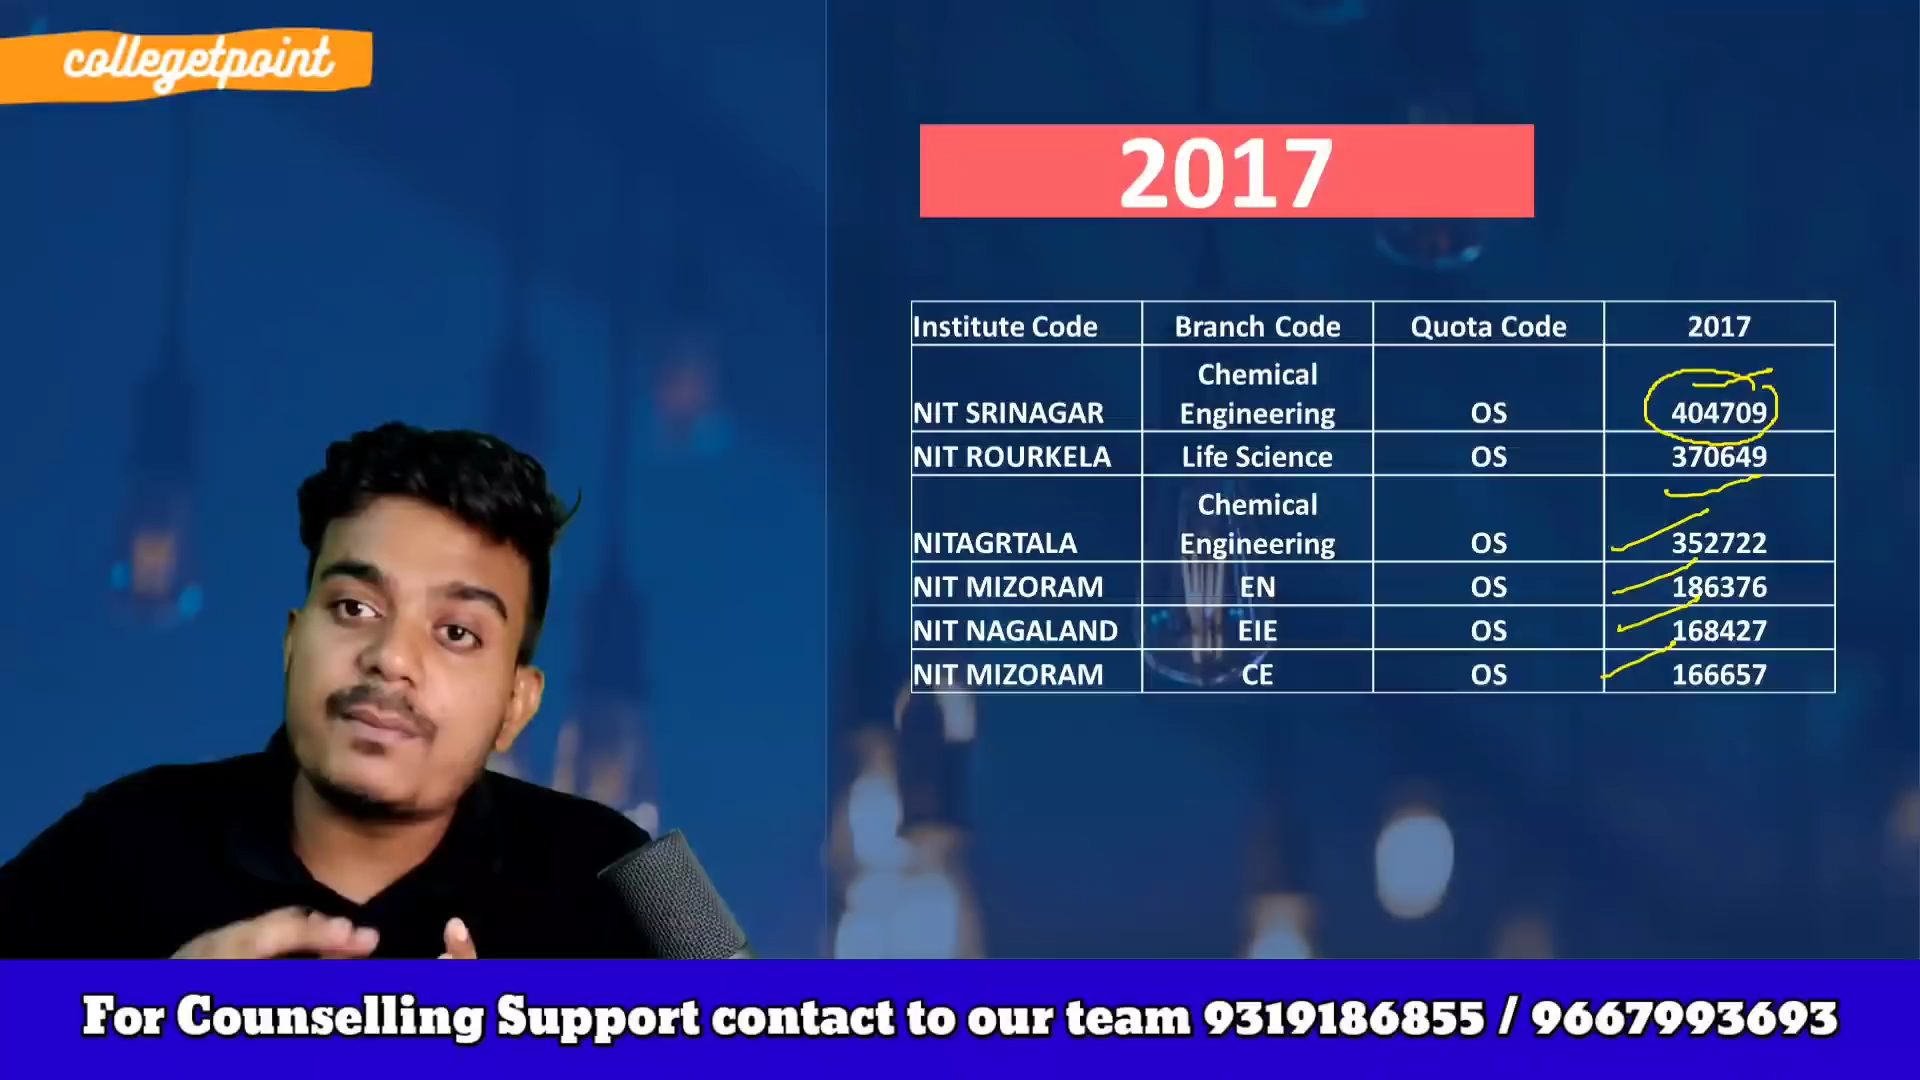 collegetpoint
2017
Institute Code Branch Code Quota Code 2017
NIT SRINAGAR Chemical Engineering OS 404709
NIT ROURKELA Life Science OS 370649
NITAGRTALA Chemical Engineering OS 352722
NIT MIZORAM EN OS 186376
NIT NAGALAND EIE OS 168427
NIT MIZORAM CE OS 166657
For Counselling Support contact to our team 9319186855 / 9667993693